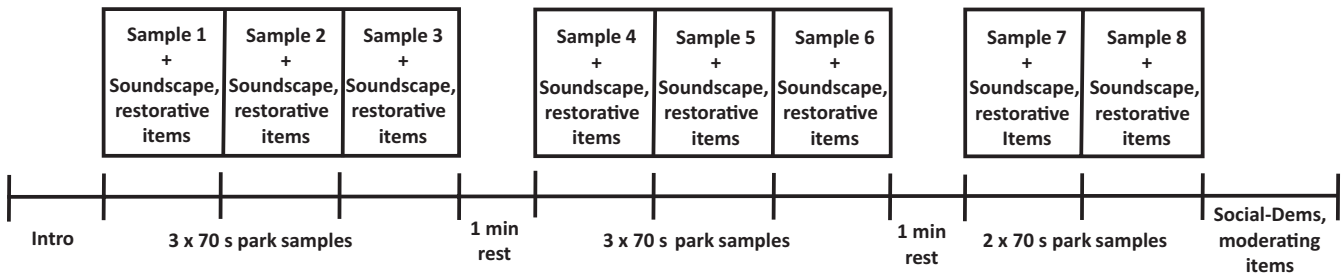 Sample 1
+
Soundscape,
restorative
items
Sample 2
+
Soundscape,
restorative
items
Sample 3
+
Soundscape,
restorative
items
Sample 4
+
Soundscape,
restorative
items
Sample 5
+
Soundscape,
restorative
items
Sample 6
+
Soundscape,
restorative
items
Sample 7
+
Soundscape,
restorative
Items
Sample 8
+
Soundscape,
restorative
items
Intro
3 x 70 s park samples
1 min
rest
3 x 70 s park samples
1 min
rest
2 x 70 s park samples
Social-Dems,
moderating
items